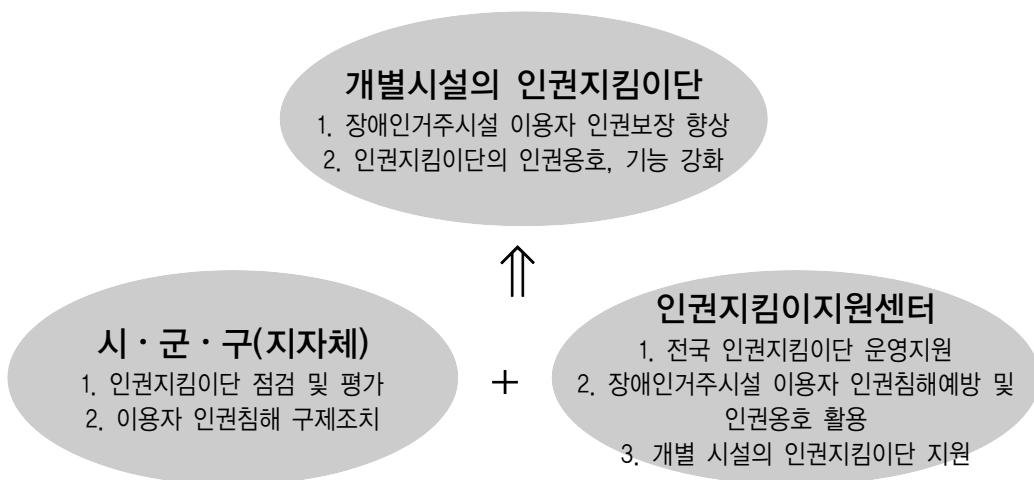 개별시설의 인권지킴이단
1. 장애인거주시설 이용자 인권보장 향상
2. 인권지킴이단의 인권옹호, 기능 강화
⇑
시·군·구(지자체)
1. 인권지킴이단 점검 및 평가
2. 이용자 인권침해 구제조치
+
인권지킴이지원센터
1. 전국 인권지킴이단 운영지원
2. 장애인거주시설 이용자 인권침해예방 및
인권옹호 활용
3. 개별 시설의 인권지킴이단 지원